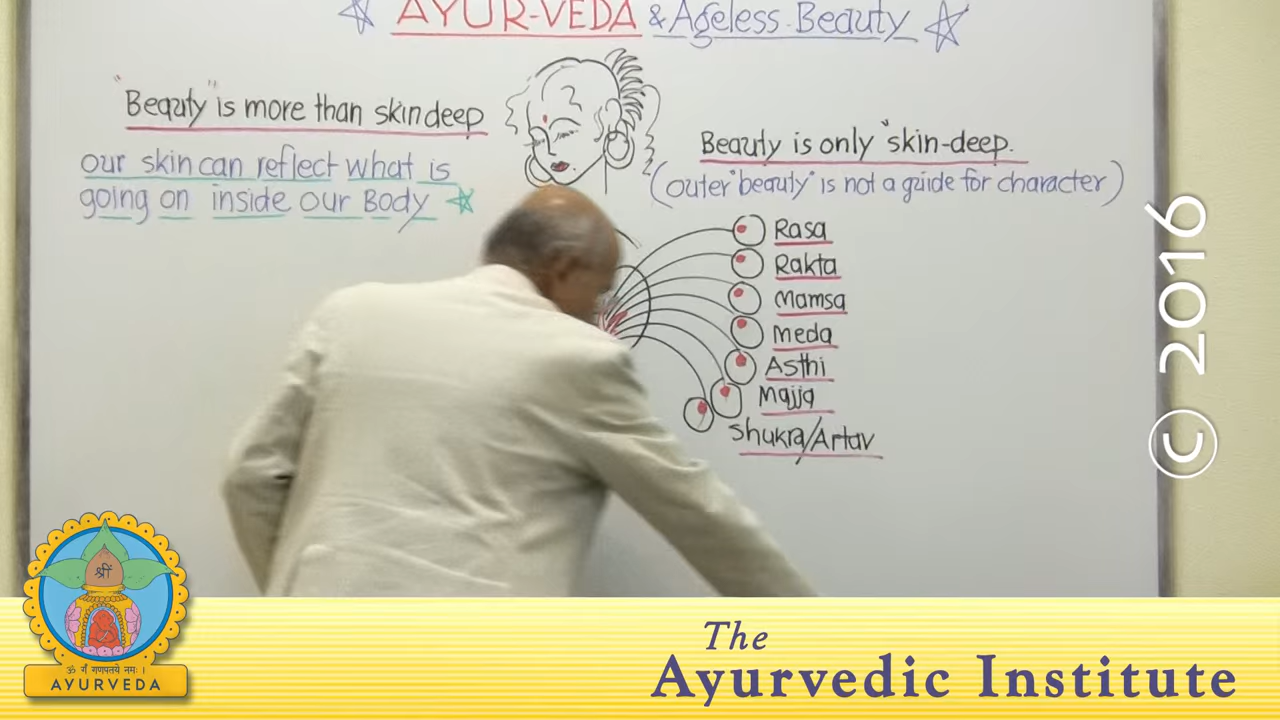 AYUR-VEDA & Ageless-Beauty
"Beauty" is more than skin deep
our skin can reflect what is
going on inside our Body
Beauty is only "skin-deep.
(outer "beauty" is not a guide for character)
Rasa
Rakta
Mamsa
Meda
Asthi
Majja
Shukra/Artav
© 2016
श्रीं
ॐ गँ गणपतये नमः ।
AYURVEDA
The
Ayurvedic Institute